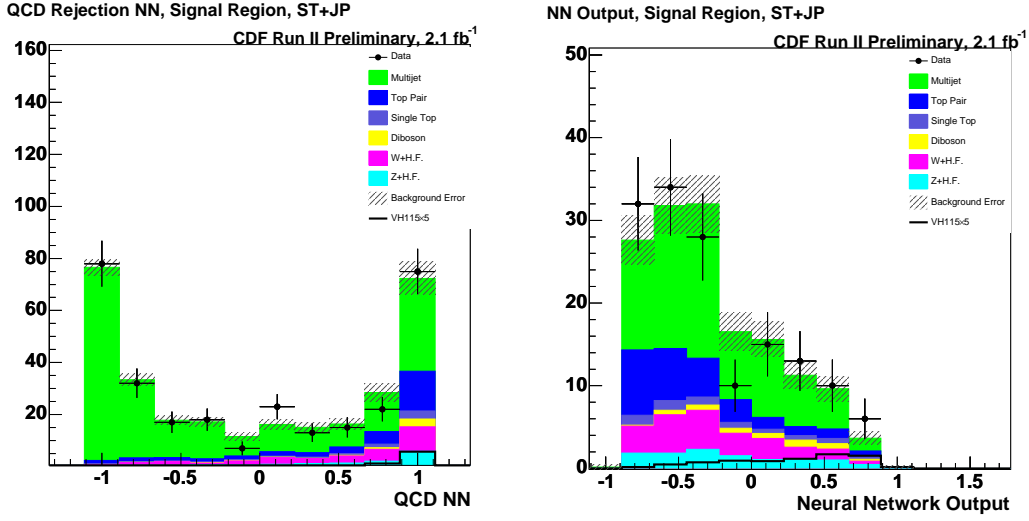 QCD Rejection NN, Signal Region, ST+JP
CDF Run II Preliminary, 2.1 fb⁻¹
Data
Multijet
Top Pair
Single Top
Diboson
W+H.F.
Z+H.F.
Background Error
VH115×5
160
140
120
100
80
60
40
20
-1 -0.5 0 0.5 1
QCD NN
NN Output, Signal Region, ST+JP
CDF Run II Preliminary, 2.1 fb⁻¹
Data
Multijet
Top Pair
Single Top
Diboson
W+H.F.
Z+H.F.
Background Error
VH115×5
50
40
30
20
10
0
-1 -0.5 0 0.5 1 1.5
Neural Network Output